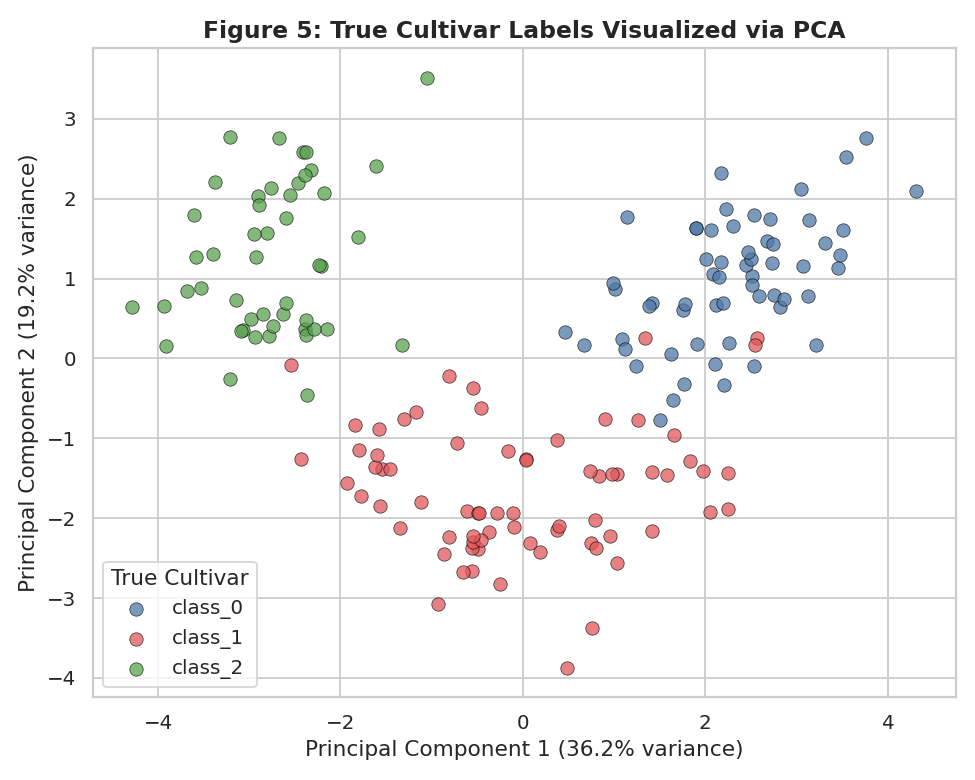 Figure 5: True Cultivar Labels Visualized via PCA
Principal Component 2 (19.2% variance)
3
2
1
0
−1
−2
−3
−4
True Cultivar
class_0
class_1
class_2
−4
−2
0
2
4
Principal Component 1 (36.2% variance)